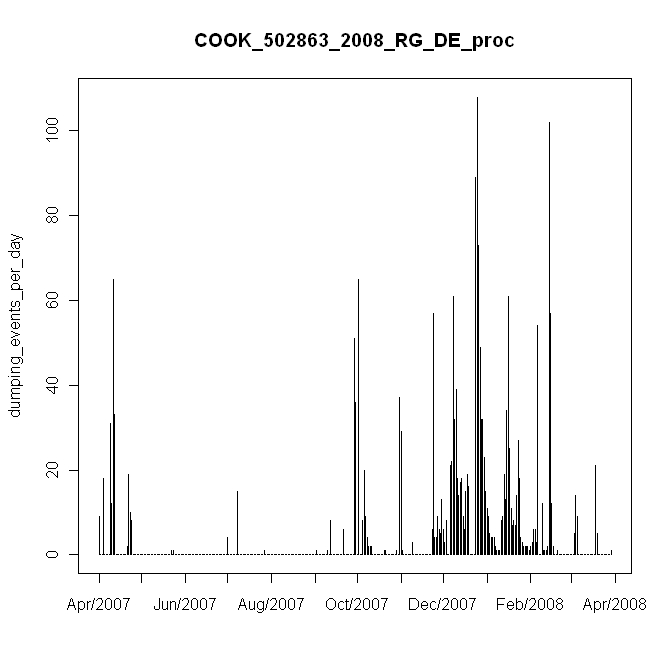 COOK_502863_2008_RG_DE_proc
dumping_events_per_day
100
80
60
40
20
0
Apr/2007 Jun/2007 Aug/2007 Oct/2007 Dec/2007 Feb/2008 Apr/2008